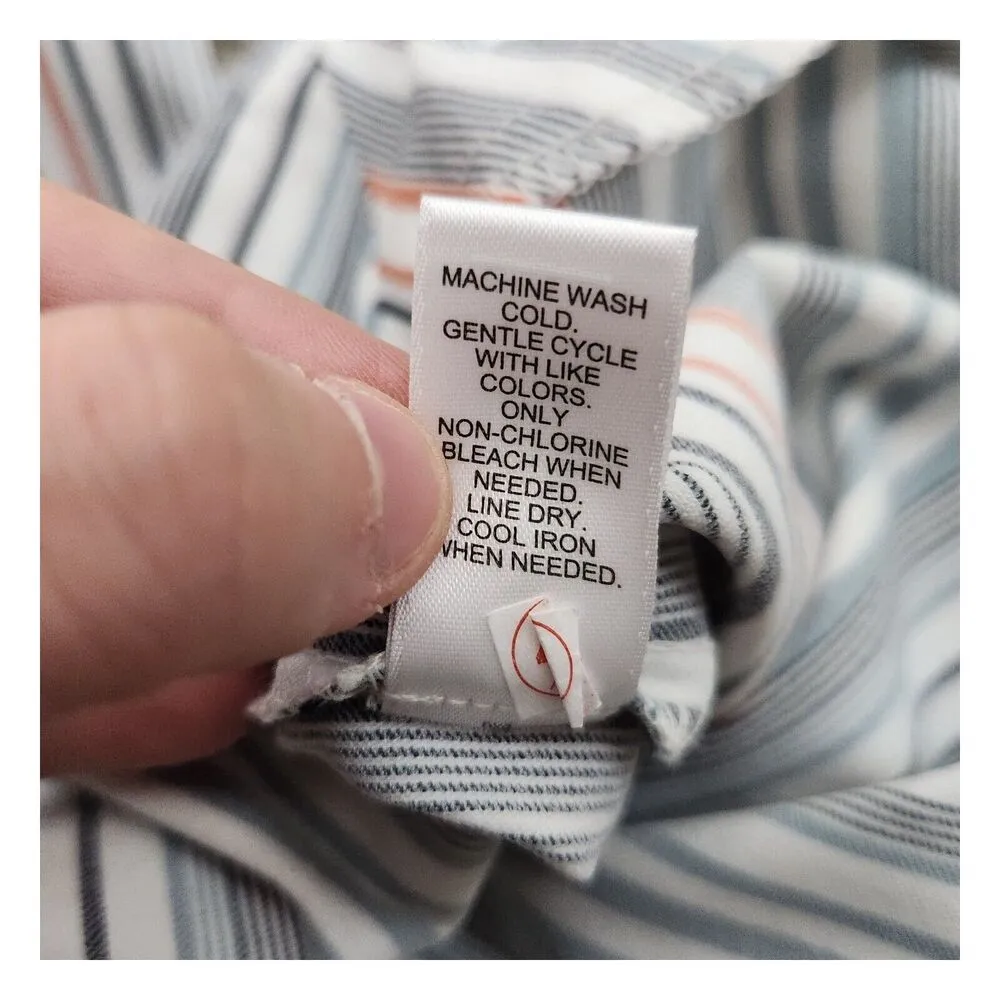 MACHINE WASH
COLD.
GENTLE CYCLE
WITH LIKE
COLORS.
ONLY
NON-CHLORINE
BLEACH WHEN
NEEDED.
LINE DRY.
COOL IRON
WHEN NEEDED.